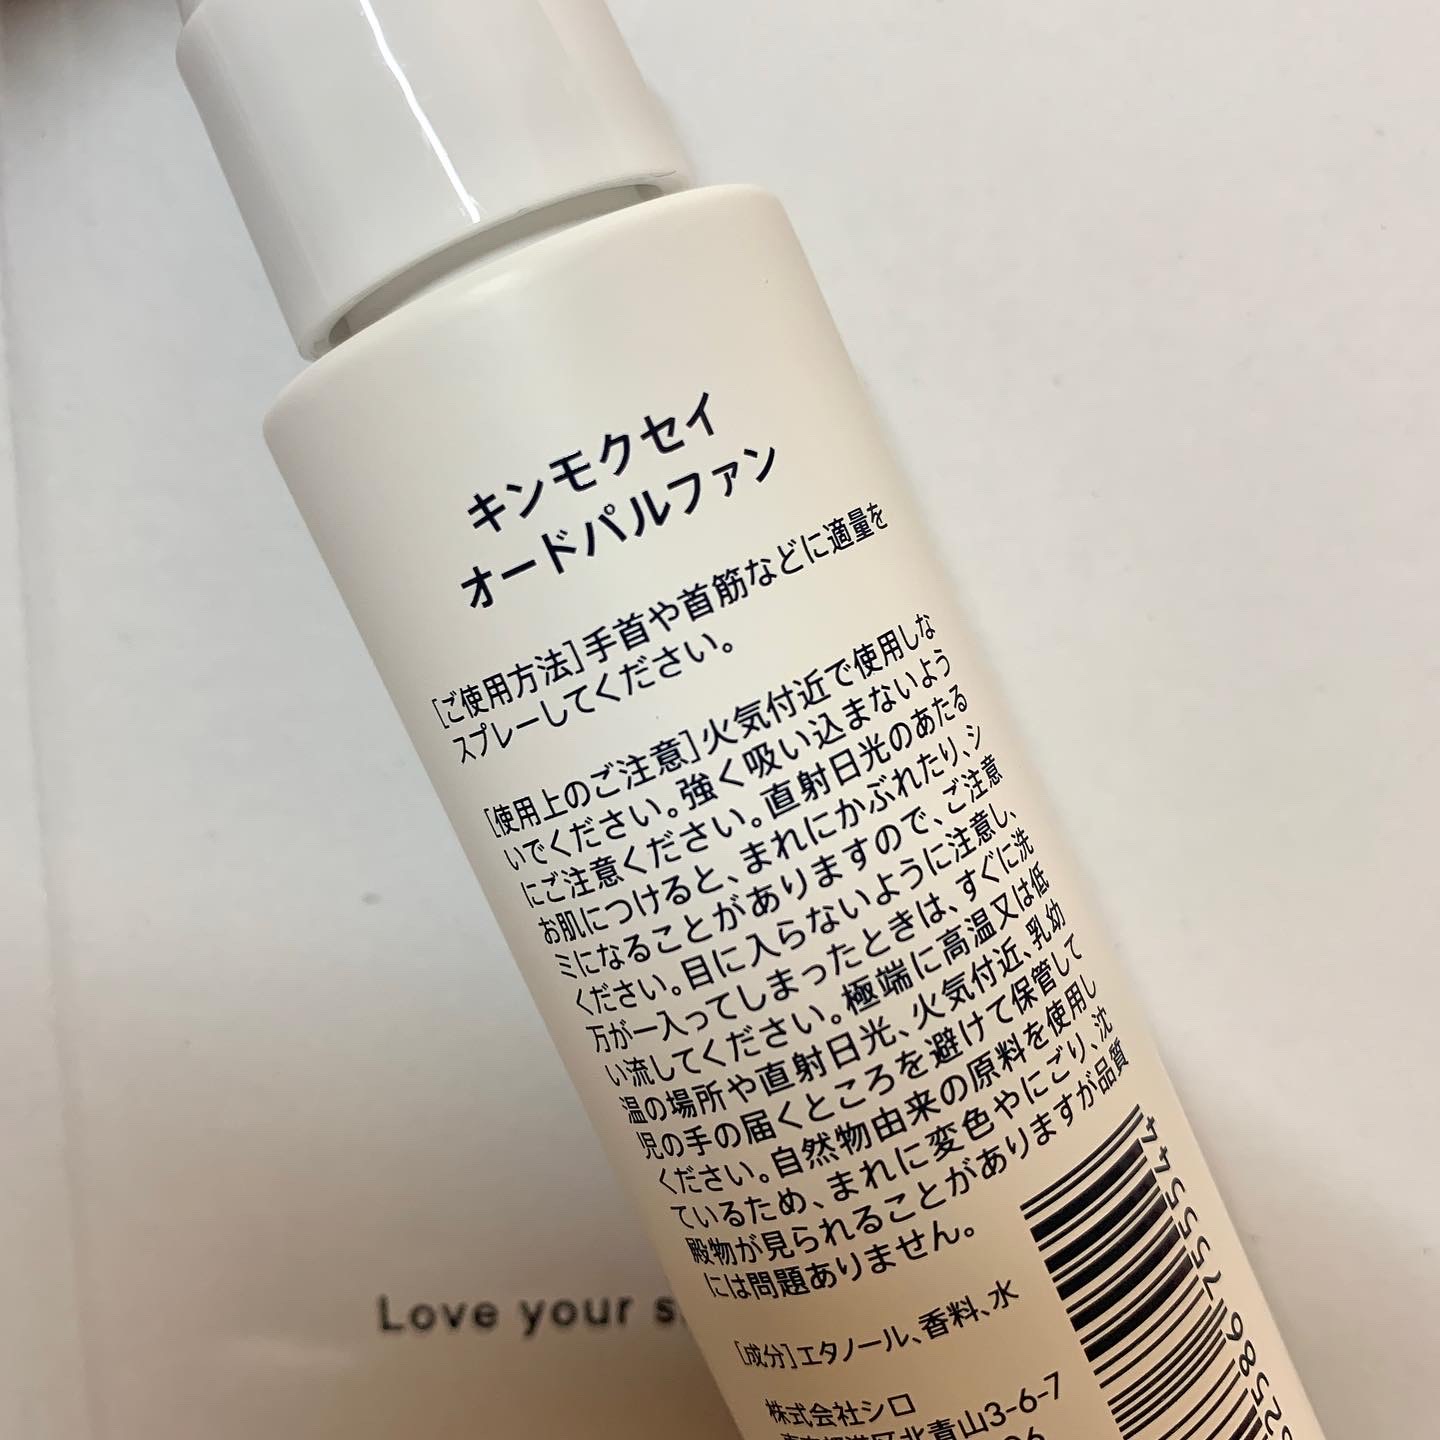 キンモクセイ
オードパルファン
[ご使用方法]手首や首筋などに適量を
スプレーしてください。
[使用上のご注意]火気付近で使用しな
いでください。強く吸い込まないよう
にご注意ください。直射日光のあたる
お肌につけると、まれにかぶれたり、シ
ミになることがありますので、ご注意
ください。目に入らないように注意し、
万が一入ってしまったときは、すぐに洗
い流してください。極端に高温又は低
温の場所や直射日光、火気付近、乳幼
児の手の届くところを避けて保管して
ください。自然物由来の原料を使用し
ているため、まれに変色やにごり、沈
殿物が見られることがありますが品質
には問題ありません。
[成分]エタノール、香料、水
株式会社シロ
北青山3-6-7
Love your